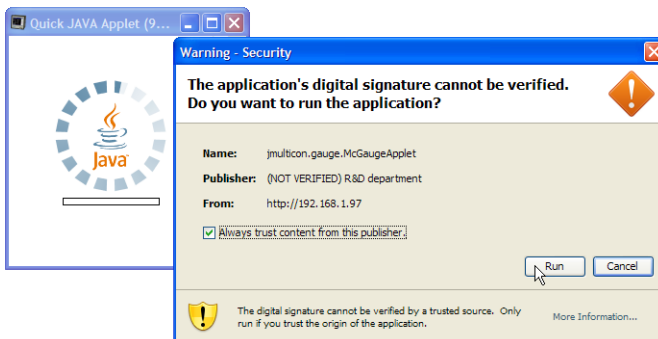 Quick JAVA Applet (9...
Warning - Security
The application's digital signature cannot be verified.
Do you want to run the application?
Java
Name: jmulticon.gauge.McGaugeApplet
Publisher: (NOT VERIFIED) R&D department
From: http://192.168.1.97
Always trust content from this publisher.
Run Cancel
The digital signature cannot be verified by a trusted source. Only
run if you trust the origin of the application.
More Information...